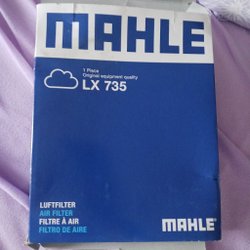 MAHLE
1 Piece
Original equipment quality
LX 735
LUFTFILTER
AIR FILTER
FILTRE À AIR
FILTRO DE AIRE
MAHLE